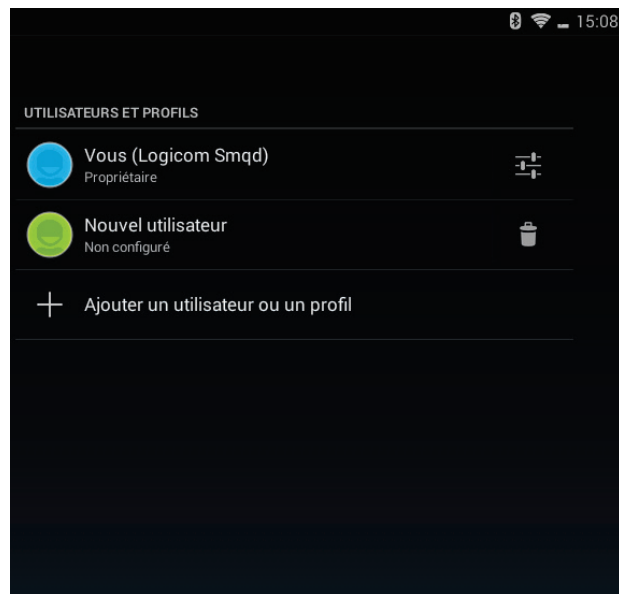 15:08
UTILISATEURS ET PROFILS
Vous (Logicom Smqd)
Propriétaire
Nouvel utilisateur
Non configuré
Ajouter un utilisateur ou un profil